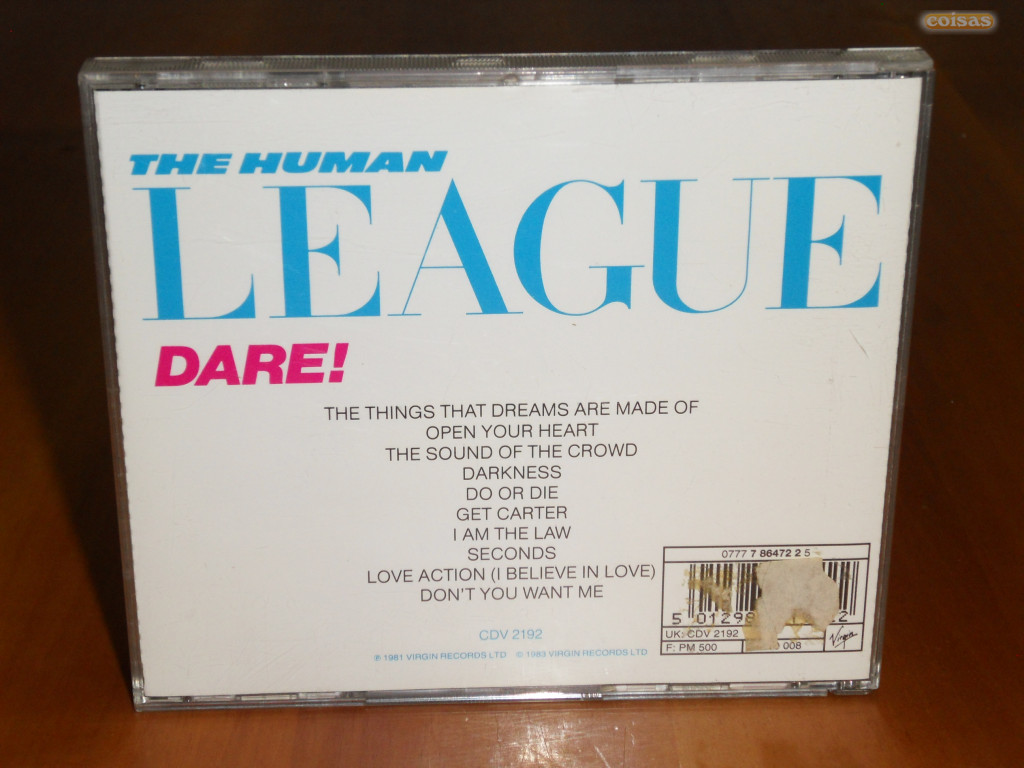 coisas
THE HUMAN
LEAGUE
DARE!
THE THINGS THAT DREAMS ARE MADE OF
OPEN YOUR HEART
THE SOUND OF THE CROWD
DARKNESS
DO OR DIE
GET CARTER
I AM THE LAW
SECONDS
LOVE ACTION (I BELIEVE IN LOVE)
DON'T YOU WANT ME
CDV 2192
℗ 1981 VIRGIN RECORDS LTD © 1983 VIRGIN RECORDS LTD
0777 7 86472 2 5
5 01298
2
UK: CDV 2192
F: PM 500
008
Virgin